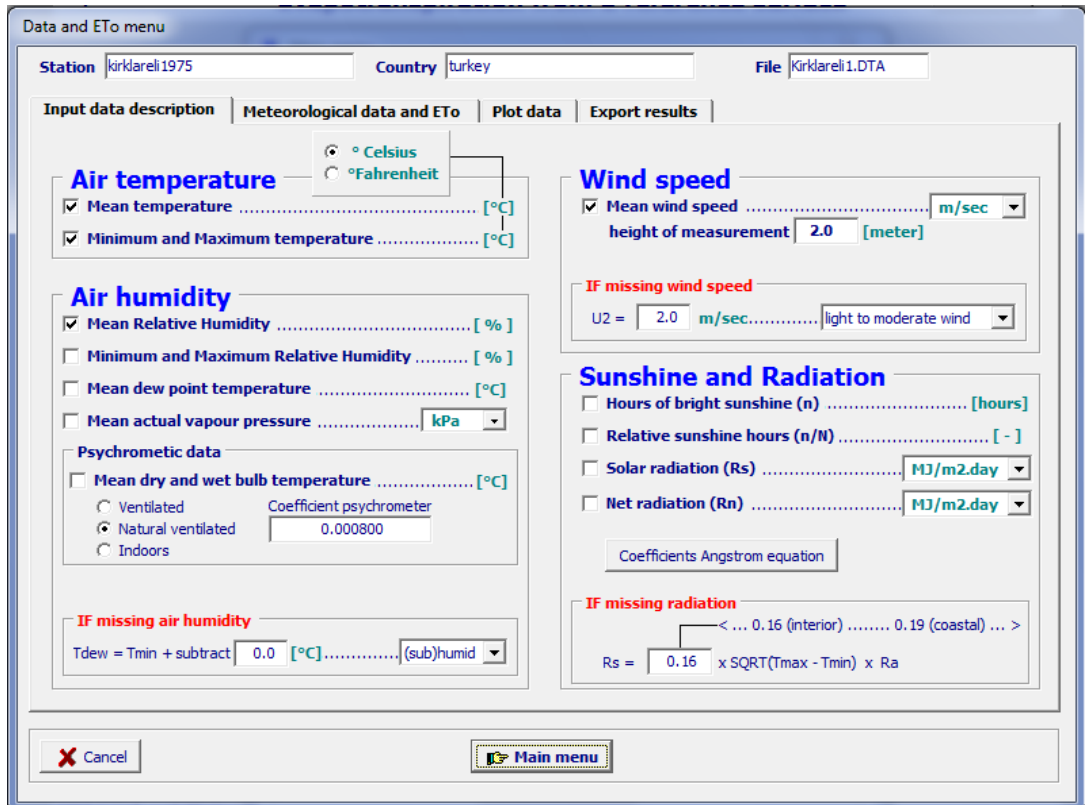 Data and ETo menu
Station kirklareli1975 Country turkey File Kirklareli1.DTA
Input data description Meteorological data and ETo Plot data Export results
° Celsius
°Fahrenheit
Air temperature
Mean temperature ................................................ [°C]
Minimum and Maximum temperature .................... [°C]
Air humidity
Mean Relative Humidity ........................................ [ % ]
Minimum and Maximum Relative Humidity .......... [ % ]
Mean dew point temperature ................................ [°C]
Mean actual vapour pressure ..................... kPa
Psychrometic data
Mean dry and wet bulb temperature ................... [°C]
Ventilated Coefficient psychrometer
Natural ventilated 0.000800
Indoors
IF missing air humidity
Tdew = Tmin + subtract 0.0 [°C] ............... (sub)humid
Wind speed
Mean wind speed ..................................... m/sec
height of measurement 2.0 [meter]
IF missing wind speed
U2 = 2.0 m/sec.............. light to moderate wind
Sunshine and Radiation
Hours of bright sunshine (n) ............................ [hours]
Relative sunshine hours (n/N) .............................. [ - ]
Solar radiation (Rs) ............................ MJ/m2.day
Net radiation (Rn) .............................. MJ/m2.day
Coefficients Angstrom equation
IF missing radiation
< ... 0.16 (interior) ........ 0.19 (coastal) ... >
Rs = 0.16 x SQRT(Tmax - Tmin) x Ra
Cancel Main menu